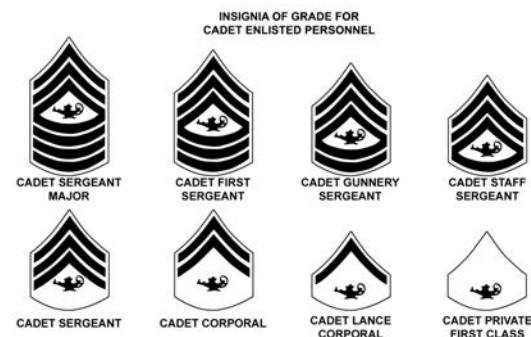 INSIGNIA OF GRADE FOR
CADET ENLISTED PERSONNEL
CADET SERGEANT
MAJOR
CADET FIRST
SERGEANT
CADET GUNNERY
SERGEANT
CADET STAFF
SERGEANT
CADET SERGEANT
CADET CORPORAL
CADET LANCE
CORPORAL
CADET PRIVATE
FIRST CLASS